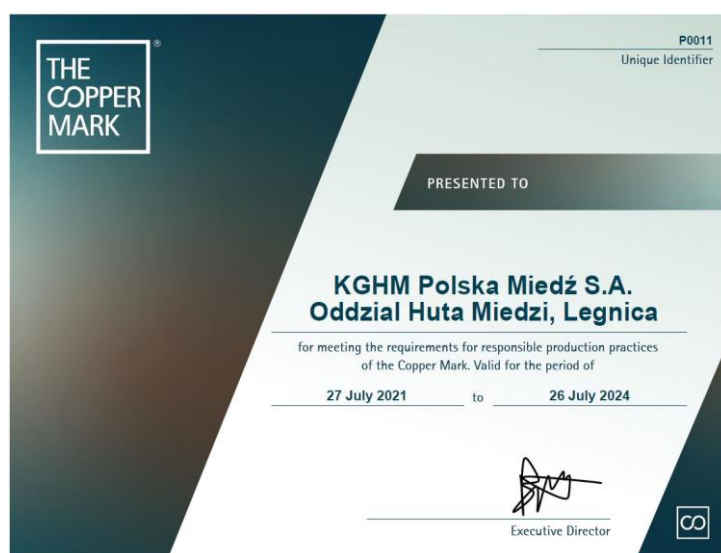 THE
COPPER
MARK
®
P0011
Unique Identifier
PRESENTED TO
KGHM Polska Miedź S.A.
Oddzial Huta Miedzi, Legnica
for meeting the requirements for responsible production practices
of the Copper Mark. Valid for the period of
27 July 2021 to 26 July 2024
Executive Director